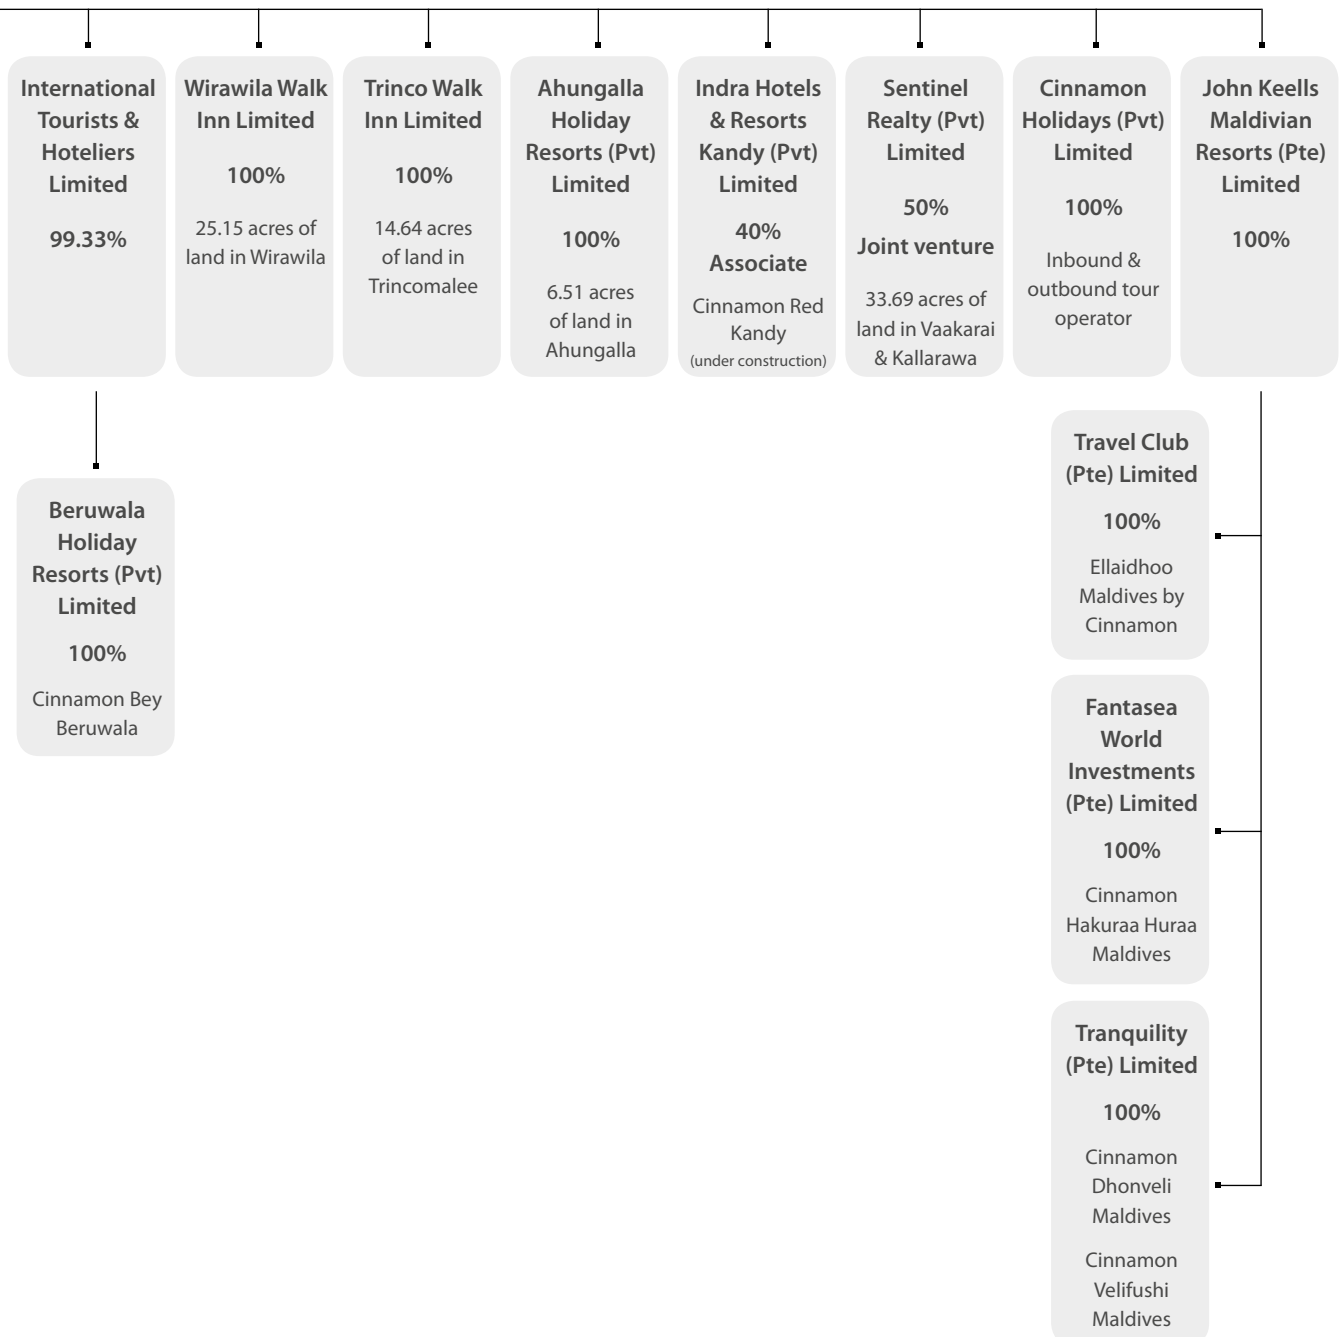 International
Tourists &
Hoteliers
Limited
99.33%
Wirawila Walk
Inn Limited
100%
25.15 acres of
land in Wirawila
Trinco Walk
Inn Limited
100%
14.64 acres
of land in
Trincomalee
Ahungalla
Holiday
Resorts (Pvt)
Limited
100%
6.51 acres
of land in
Ahungalla
Indra Hotels
& Resorts
Kandy (Pvt)
Limited
40%
Associate
Cinnamon Red
Kandy
(under construction)
Sentinel
Realty (Pvt)
Limited
50%
Joint venture
33.69 acres of
land in Vaakarai
& Kallarawa
Cinnamon
Holidays (Pvt)
Limited
100%
Inbound &
outbound tour
operator
John Keells
Maldivian
Resorts (Pte)
Limited
100%
Beruwala
Holiday
Resorts (Pvt)
Limited
100%
Cinnamon Bey
Beruwala
Travel Club
(Pte) Limited
100%
Ellaidhoo
Maldives by
Cinnamon
Fantasea
World
Investments
(Pte) Limited
100%
Cinnamon
Hakuraa Huraa
Maldives
Tranquility
(Pte) Limited
100%
Cinnamon
Dhonveli
Maldives
Cinnamon
Velifushi
Maldives